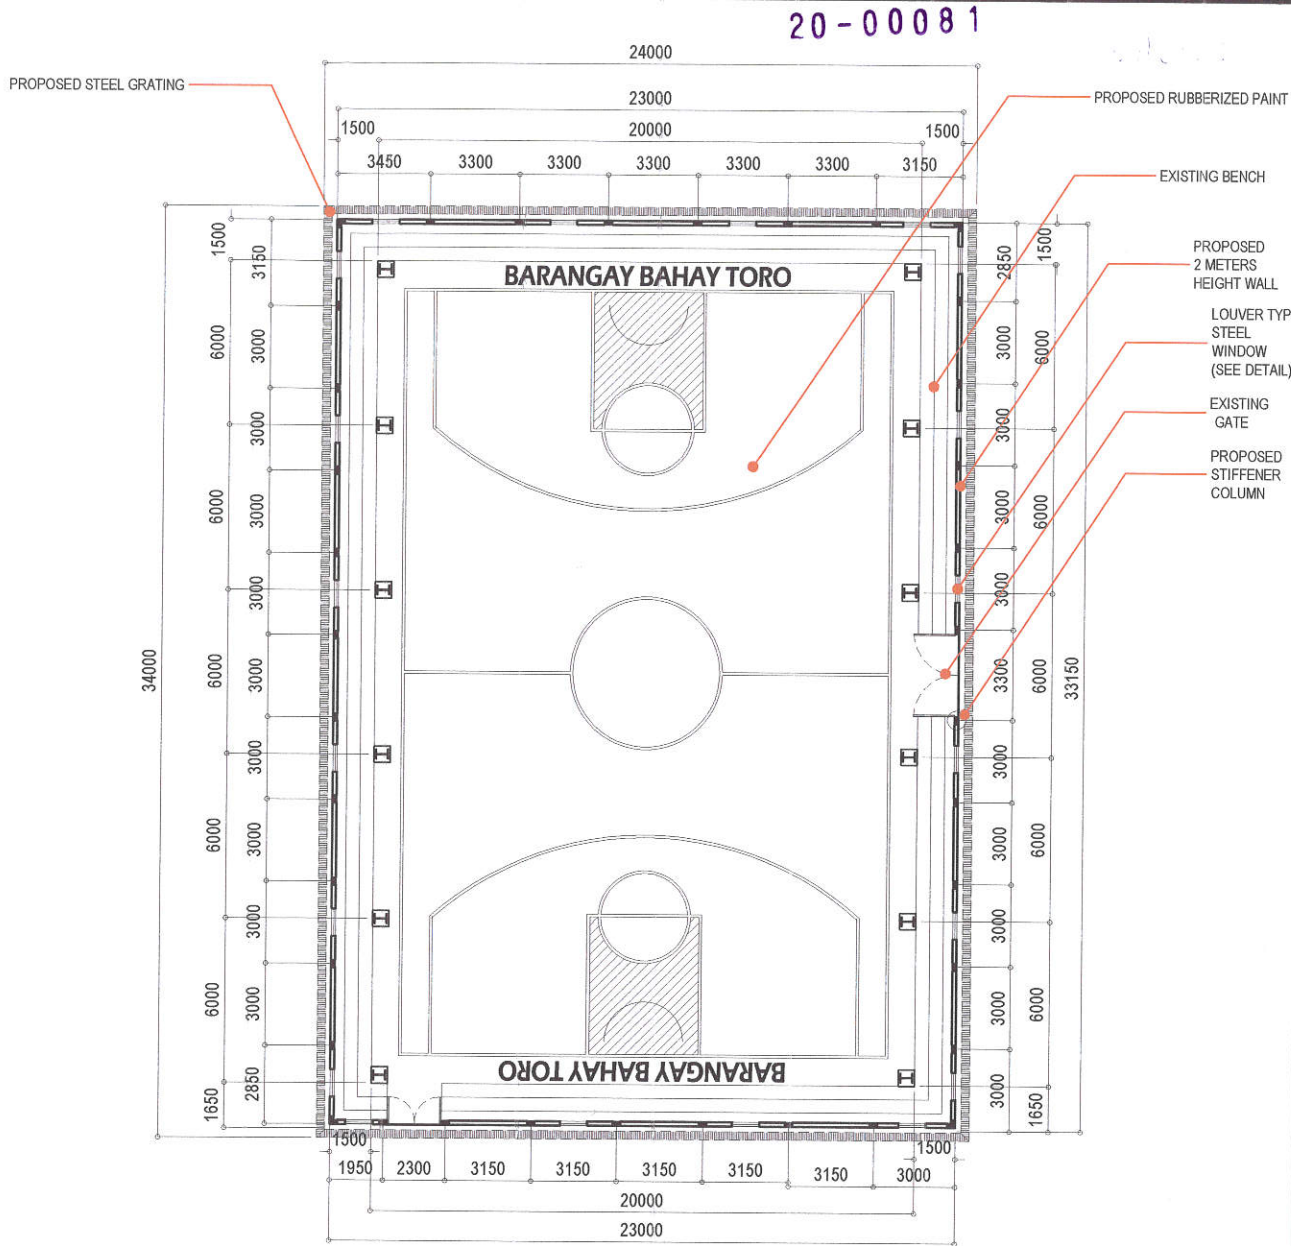 20-00081
24000
PROPOSED STEEL GRATING
23000
PROPOSED RUBBERIZED PAINT
1500 20000 1500
3450 3300 3300 3300 3300 3300 3150
EXISTING BENCH
1500 3150 2850 1500
PROPOSED
2 METERS
HEIGHT WALL
BARANGAY BAHAY TORO
LOUVER TYP
STEEL
WINDOW
(SEE DETAIL)
6000 3000 3000 6000
EXISTING
GATE
3000 3000
PROPOSED
STIFFENER
COLUMN
6000 3000 3000 6000
3000 3000
34000 6000 3000 3300 6000 33150
3000 3000
6000 3000 3000 6000
3000 3000
6000 3000 3000 6000
BARANGAY BAHAY TORO
1650 2850 3000 1650
1500 1500
1950 2300 3150 3150 3150 3150 3150 3000
20000
23000